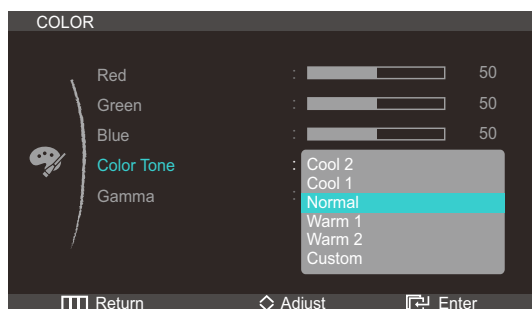 COLOR
Red : 50
Green : 50
Blue : 50
Color Tone : Cool 2
Cool 1
Gamma : Normal
Warm 1
Warm 2
Custom
Return Adjust Enter